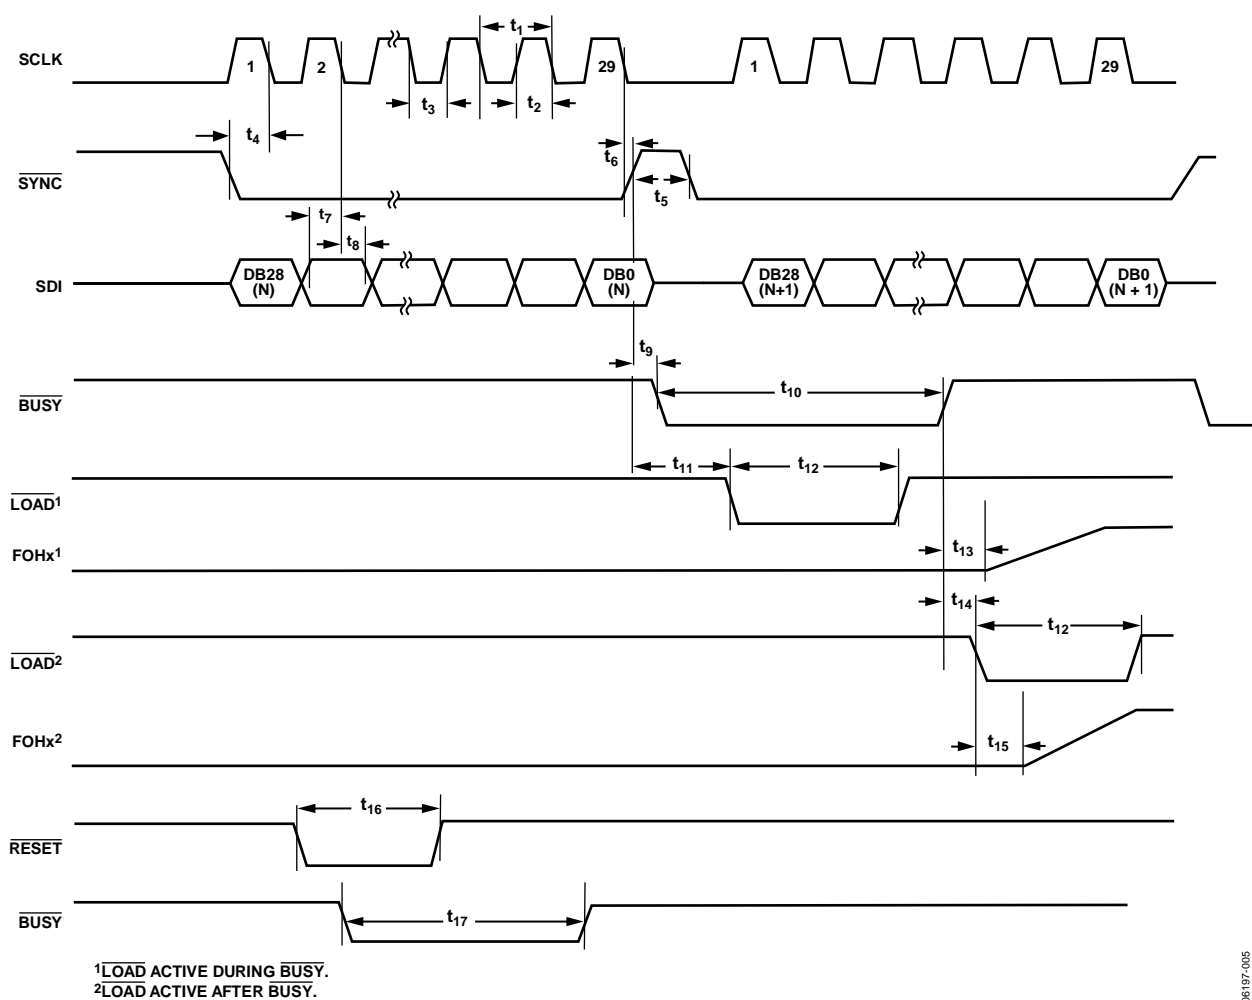 SCLK
1
2
29
1
29
t1
t3
t2
t4
t6
SYNC
t5
t7
t8
SDI
DB28
(N)
DB0
(N)
DB28
(N+1)
DB0
(N + 1)
t9
BUSY
t10
t11
t12
LOAD1
FOHx1
t13
t14
t12
LOAD2
FOHx2
t15
t16
RESET
BUSY
t17
1LOAD ACTIVE DURING BUSY.
2LOAD ACTIVE AFTER BUSY.
06197-005